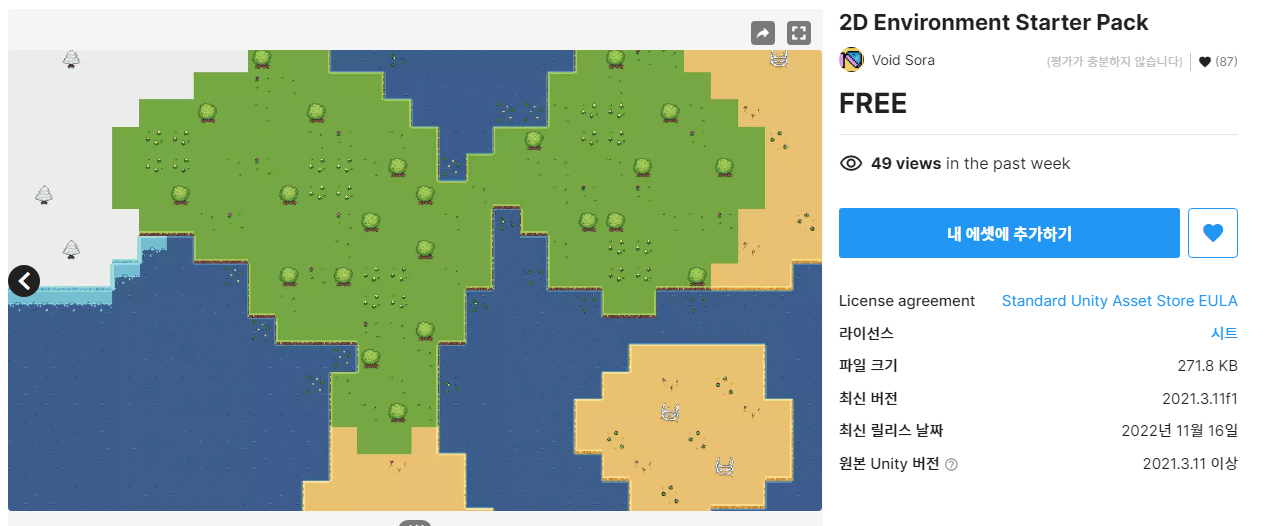 2D Environment Starter Pack
Void Sora
(평가가 충분하지 않습니다)
(87)
FREE
49 views in the past week
내 에셋에 추가하기
License agreement
Standard Unity Asset Store EULA
라이선스
시트
파일 크기
271.8 KB
최신 버전
2021.3.11f1
최신 릴리스 날짜
2022년 11월 16일
원본 Unity 버전
2021.3.11 이상